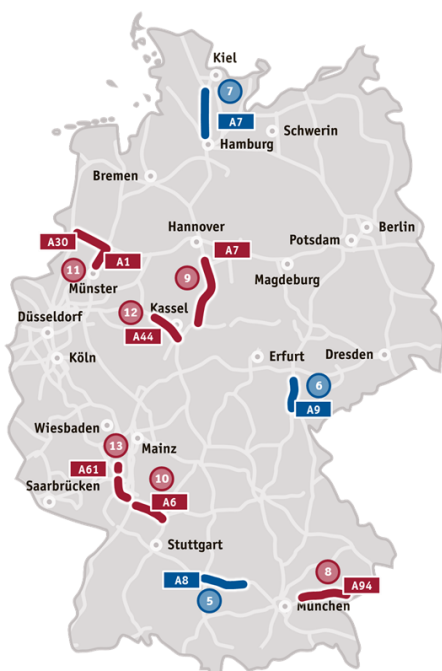 Kiel
7
A7
Schwerin
Hamburg
Bremen
Hannover
Berlin
A30
A1
A7
Potsdam
11
9
Magdeburg
Münster
12
Kassel
Düsseldorf
A44
Erfurt
Dresden
Köln
6
A9
Wiesbaden
13
Mainz
A61
10
Saarbrücken
A6
Stuttgart
8
A8
A94
5
München